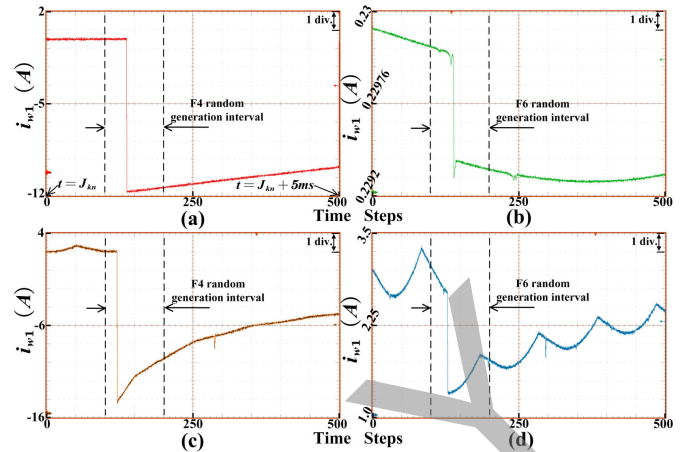 2
1 div.
i_w1 (A)
-5
F4 random
generation interval
t = J_kn
t = J_kn + 5ms
-12
0
250
500
(a)
Time Steps
0.23
1 div.
i_w1 (A)
0.22976
F6 random
generation interval
0.2292
0
250
500
(b)
4
1 div.
i_w1 (A)
-6
F4 random
generation interval
-16
0
250
500
(c)
Time Steps
3.5
1 div.
i_w1 (A)
2.25
F6 random
generation interval
1.0
0
250
500
(d)